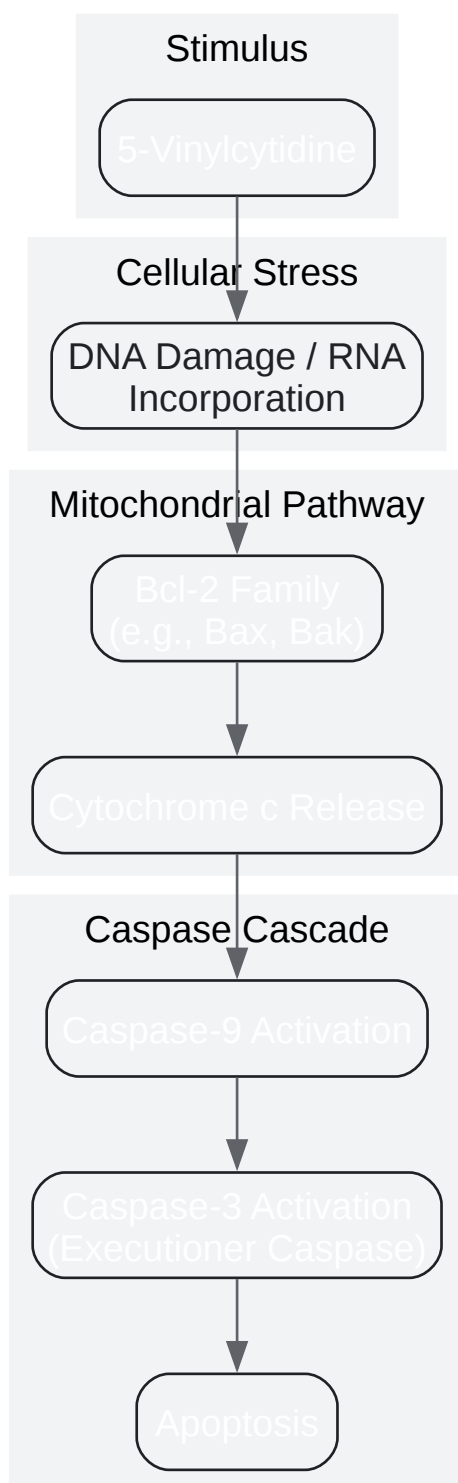 Stimulus
5-Vinylcytidine
Cellular Stress
DNA Damage / RNA
Incorporation
Mitochondrial Pathway
Bcl-2 Family
(e.g., Bax, Bak)
Cytochrome c Release
Caspase Cascade
Caspase-9 Activation
Caspase-3 Activation
(Executioner Caspase)
Apoptosis